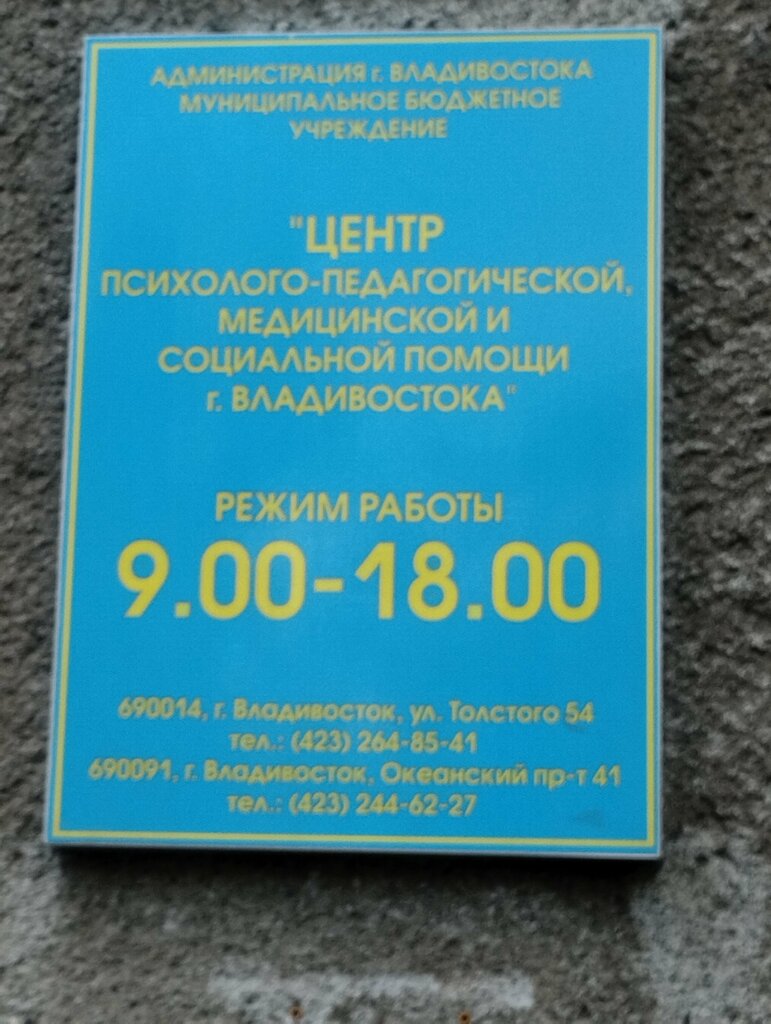 АДМИНИСТРАЦИЯ г. ВЛАДИВОСТОКА
МУНИЦИПАЛЬНОЕ БЮДЖЕТНОЕ
УЧРЕЖДЕНИЕ
"ЦЕНТР
ПСИХОЛОГО-ПЕДАГОГИЧЕСКОЙ,
МЕДИЦИНСКОЙ И
СОЦИАЛЬНОЙ ПОМОЩИ
г. ВЛАДИВОСТОКА"
РЕЖИМ РАБОТЫ
9.00-18.00
690014, г. Владивосток, ул. Толстого 54
тел.: (423) 264-85-41
690091, г. Владивосток, Океанский пр-т 41
тел.: (423) 244-62-27